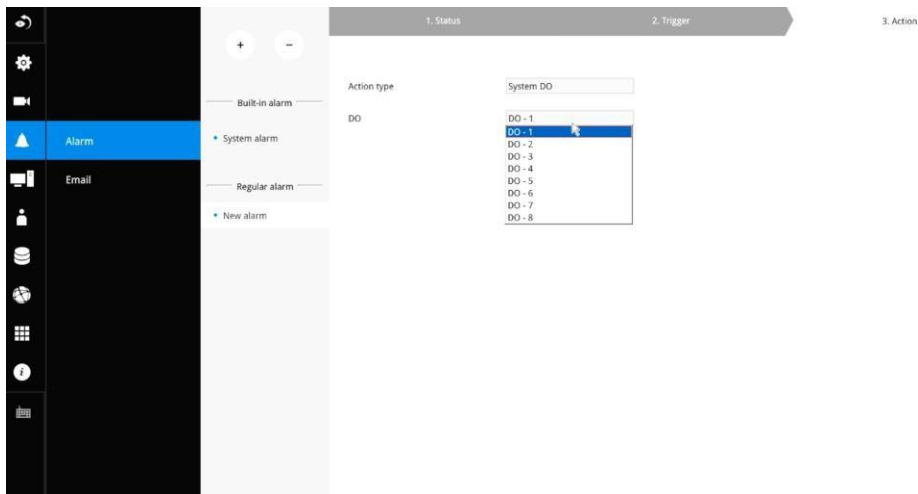 1. Status
2. Trigger
3. Action
+ -
Built-in alarm
System alarm
Regular alarm
New alarm
Alarm
Email
Action type
System DO
DO
DO - 1
DO - 1
DO - 2
DO - 3
DO - 4
DO - 5
DO - 6
DO - 7
DO - 8